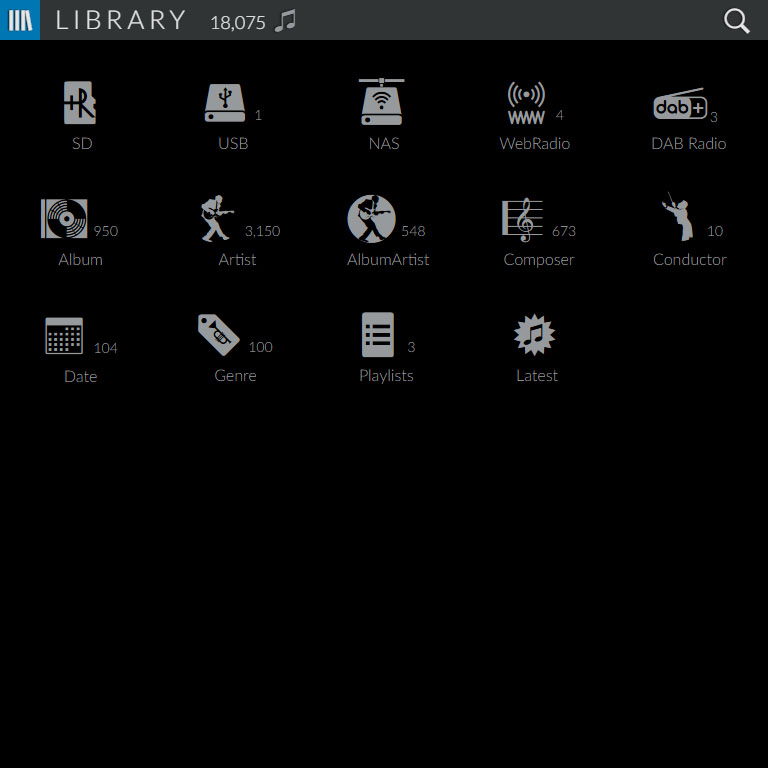 LIBRARY 18,075
+R 1 WWW 4 dab+ 3
SD USB NAS WebRadio DAB Radio
950 3,150 548 673 10
Album Artist AlbumArtist Composer Conductor
104 100 3
Date Genre Playlists Latest